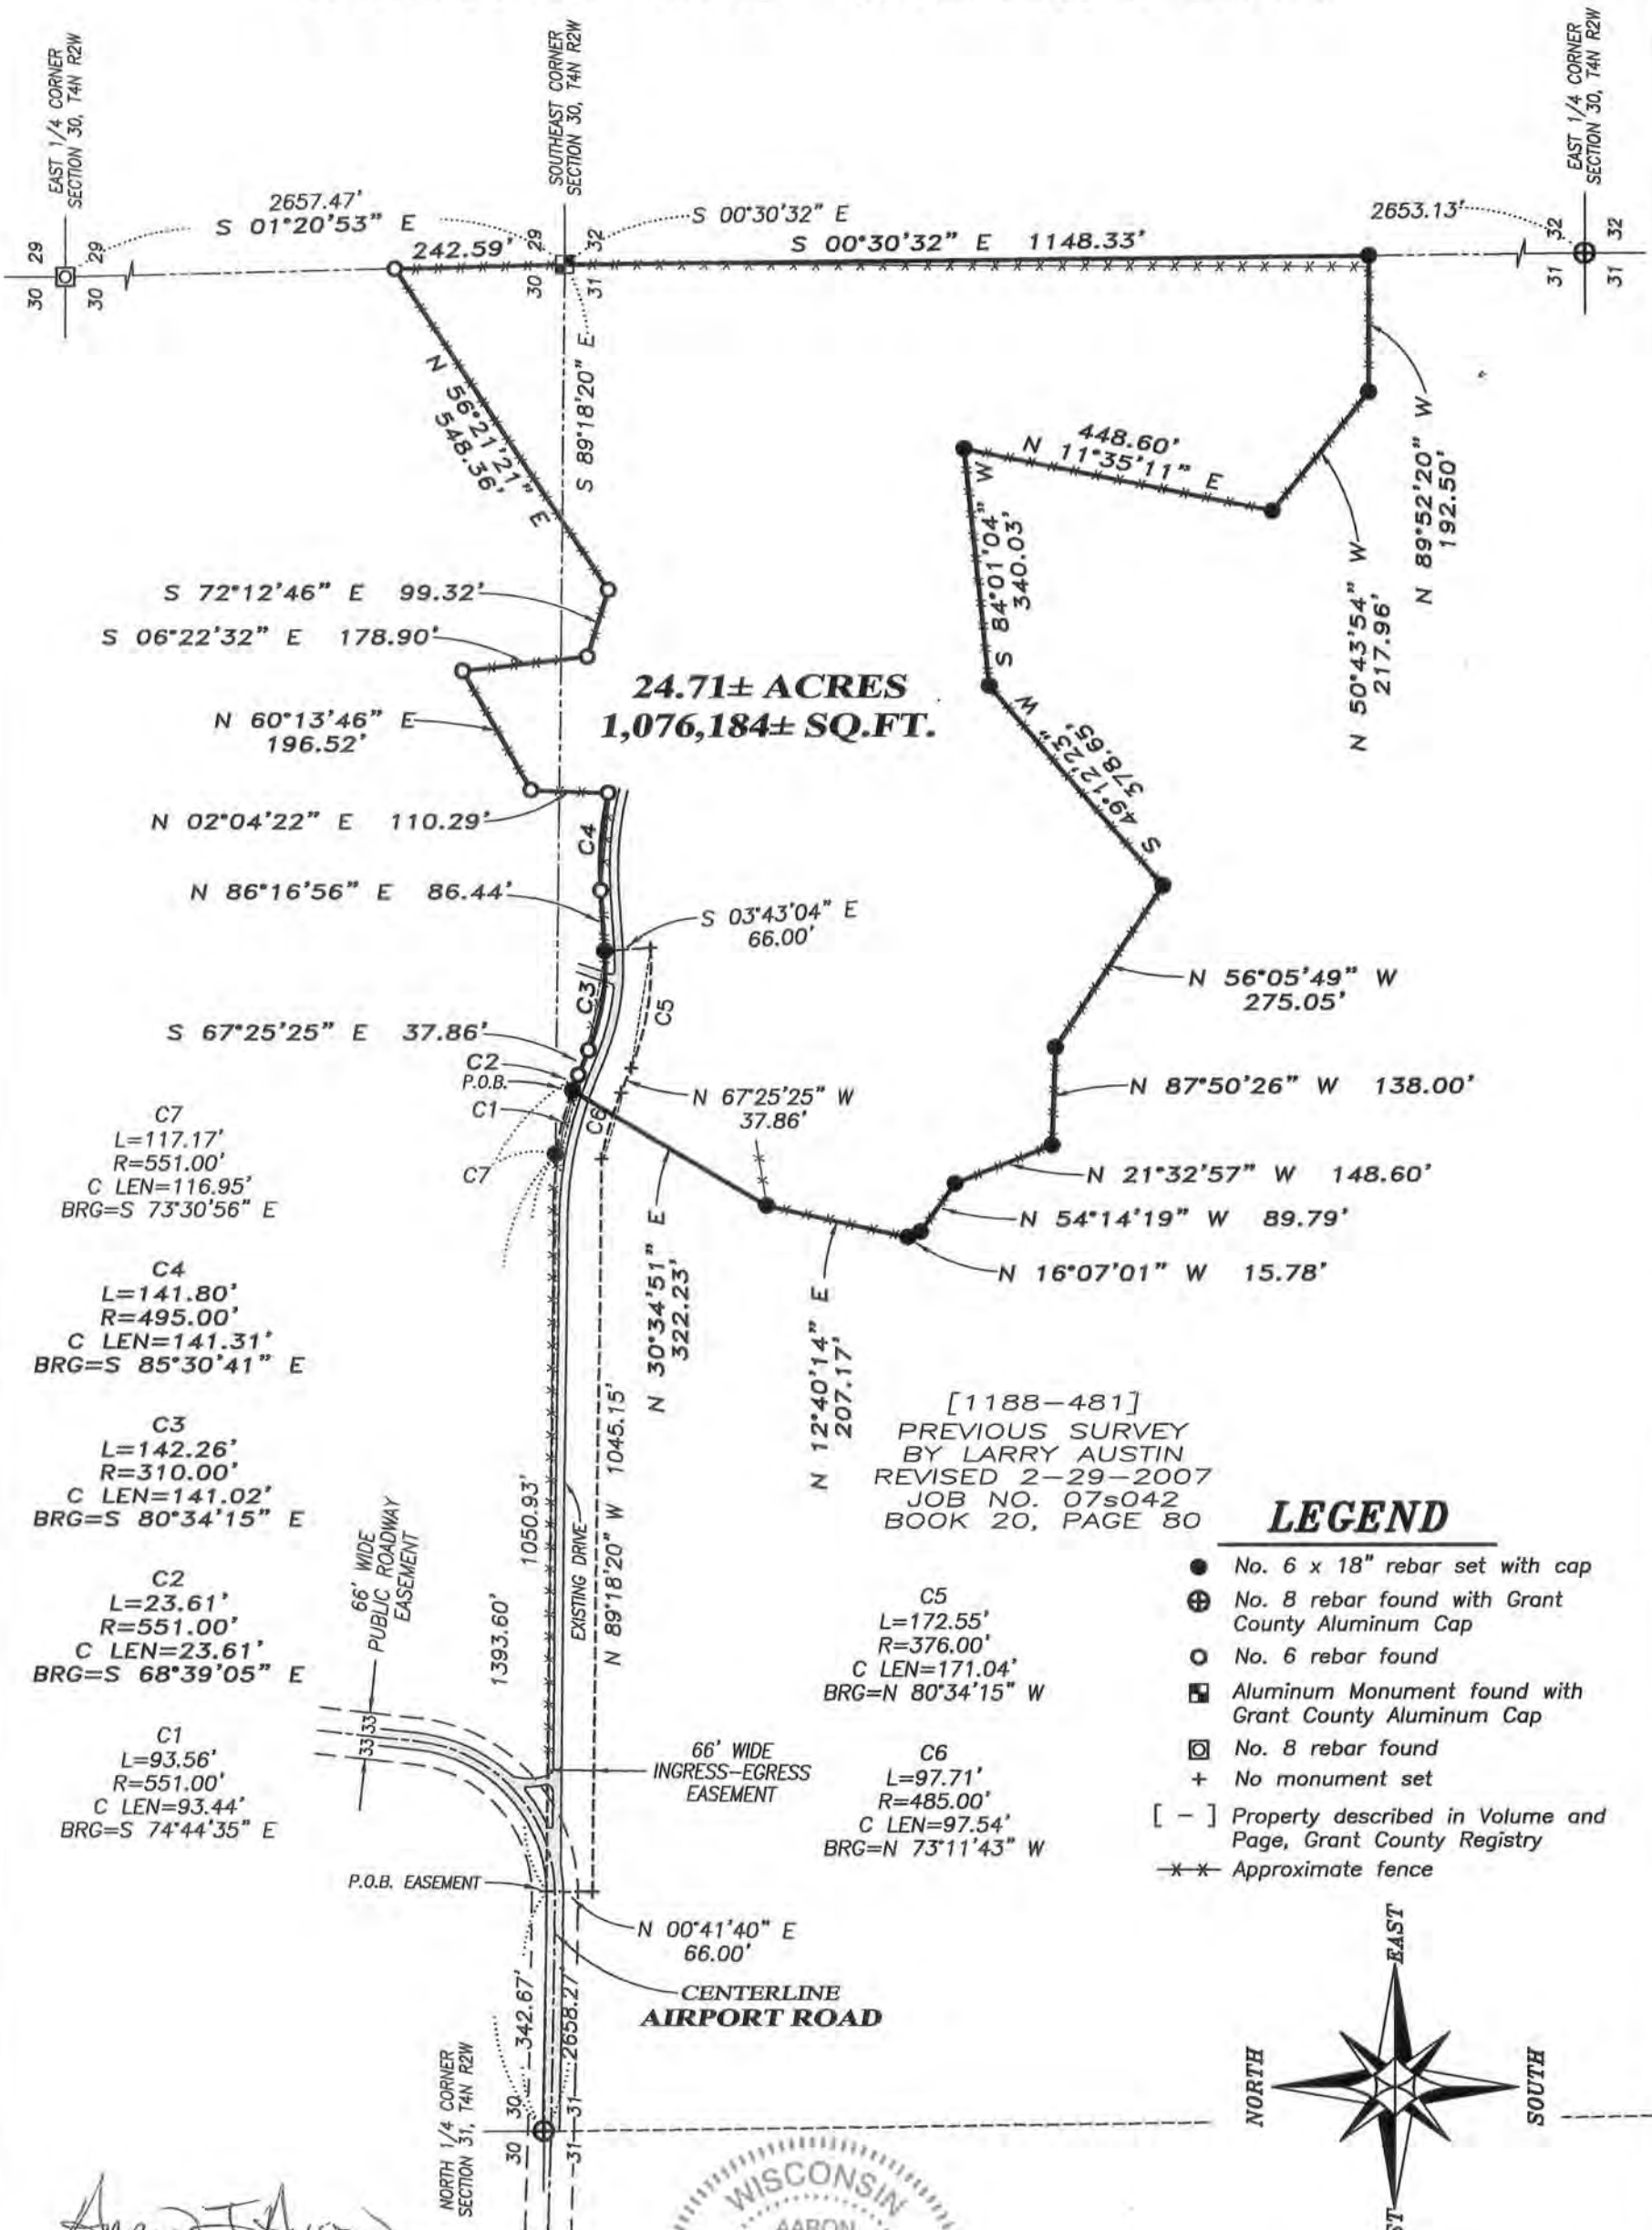 EAST 1/4 CORNER
SECTION 30, T4N R2W
SOUTHEAST CORNER
SECTION 30, T4N R2W
EAST 1/4 CORNER
SECTION 30, T4N R2W
2657.47'
S 01°20'53" E
242.59'
S 00°30'32" E
S 00°30'32" E 1148.33'
2653.13'
29
29
30
30
29
32
30
31
32
32
31
31
S 89°18'20" E
N 56°21'21" E
548.36'
448.60'
N 11°35'11" E
N 89°52'20" W
192.50'
N 50°43'54" W
217.96'
S 84°01'04" W
340.03'
S 72°12'46" E 99.32'
S 06°22'32" E 178.90'
24.71± ACRES
1,076,184± SQ.FT.
N 60°13'46" E
196.52'
S 49°12'23" W
378.65'
N 02°04'22" E 110.29'
C4
N 86°16'56" E 86.44'
S 03°43'04" E
66.00'
N 56°05'49" W
275.05'
C3
C5
S 67°25'25" E 37.86'
C2
P.O.B.
C1
C6
C7
N 67°25'25" W
37.86'
N 87°50'26" W 138.00'
N 21°32'57" W 148.60'
N 54°14'19" W 89.79'
N 16°07'01" W 15.78'
N 30°34'51" E
322.23'
N 12°40'14" E
207.17'
C7
L=117.17'
R=551.00'
C LEN=116.95'
BRG=S 73°30'56" E
C4
L=141.80'
R=495.00'
C LEN=141.31'
BRG=S 85°30'41" E
C3
L=142.26'
R=310.00'
C LEN=141.02'
BRG=S 80°34'15" E
C2
L=23.61'
R=551.00'
C LEN=23.61'
BRG=S 68°39'05" E
C1
L=93.56'
R=551.00'
C LEN=93.44'
BRG=S 74°44'35" E
66' WIDE
PUBLIC ROADWAY
EASEMENT
33
33
1050.93'
1393.60'
EXISTING DRIVE
N 89°18'20" W 1045.15'
[1188-481]
PREVIOUS SURVEY
BY LARRY AUSTIN
REVISED 2-29-2007
JOB NO. 07s042
BOOK 20, PAGE 80
C5
L=172.55'
R=376.00'
C LEN=171.04'
BRG=N 80°34'15" W
C6
L=97.71'
R=485.00'
C LEN=97.54'
BRG=N 73°11'43" W
66' WIDE
INGRESS-EGRESS
EASEMENT
P.O.B. EASEMENT
N 00°41'40" E
66.00'
CENTERLINE
AIRPORT ROAD
342.67'
2658.27'
NORTH 1/4 CORNER
SECTION 31, T4N R2W
30
30
31
31
LEGEND
No. 6 x 18" rebar set with cap
No. 8 rebar found with Grant
County Aluminum Cap
No. 6 rebar found
Aluminum Monument found with
Grant County Aluminum Cap
No. 8 rebar found
+ No monument set
[ - ] Property described in Volume and
Page, Grant County Registry
Approximate fence
EAST
NORTH
SOUTH
WISCONSIN
AARON